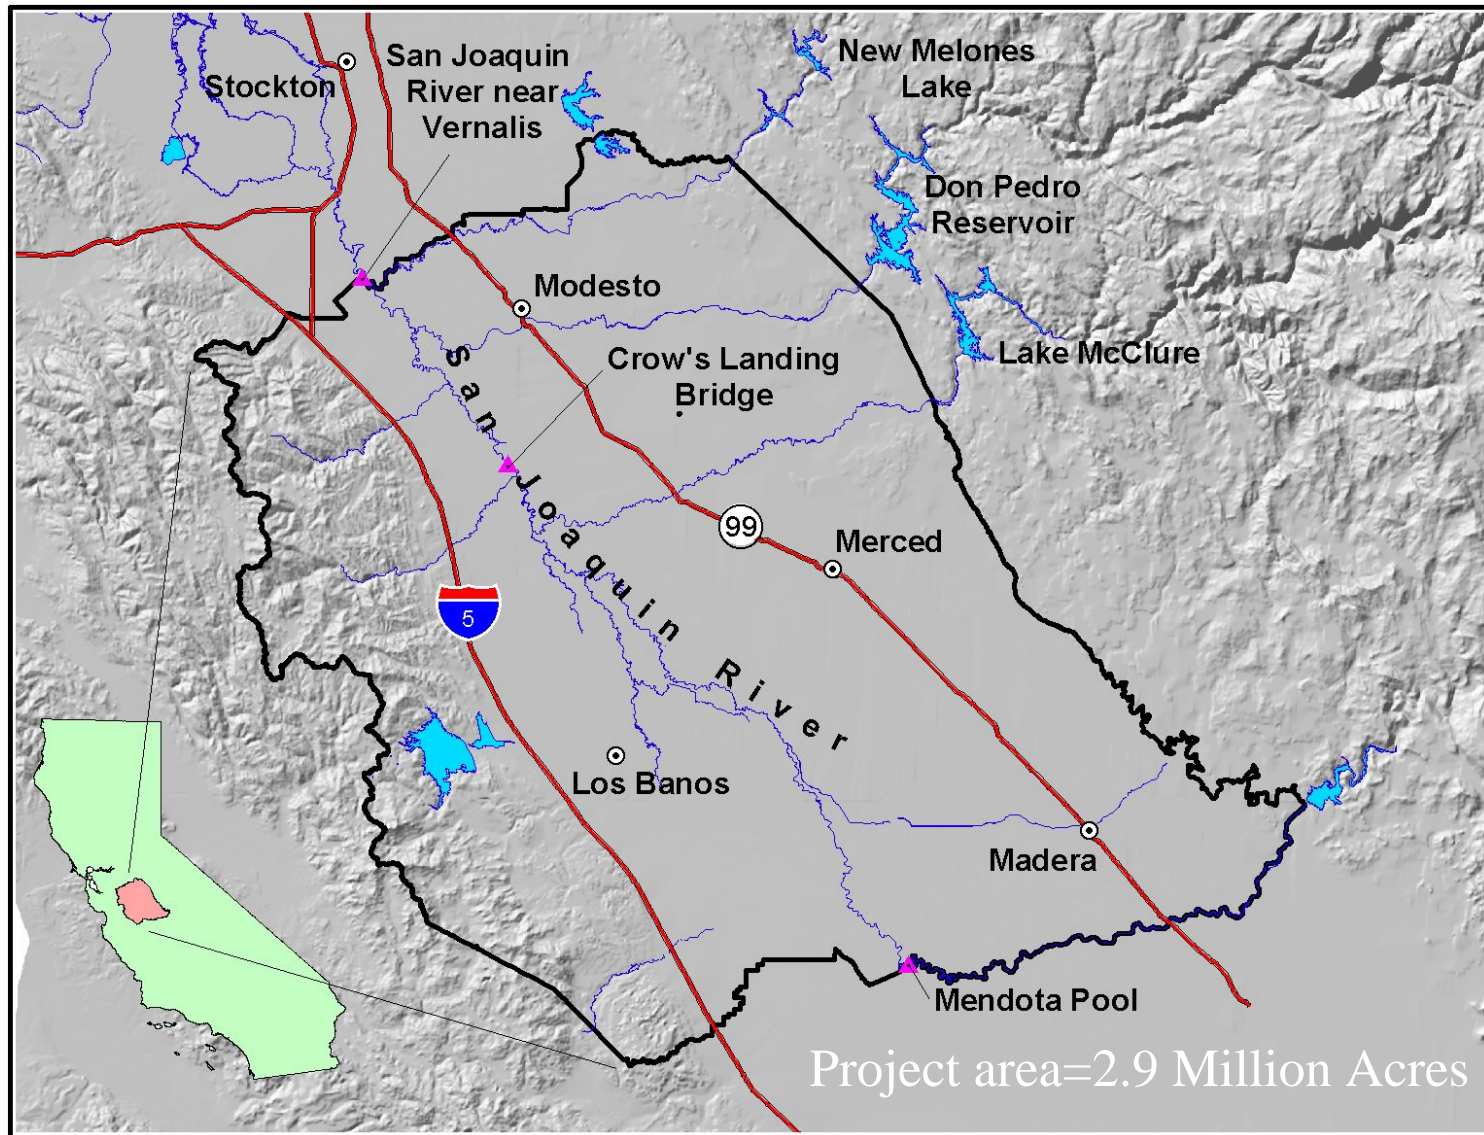 Stockton
San Joaquin
River near
Vernalis
New Melones
Lake
Don Pedro
Reservoir
Modesto
Crow's Landing
Bridge
Lake McClure
San Joaquin River
99
Merced
5
Los Banos
Madera
Mendota Pool
Project area=2.9 Million Acres